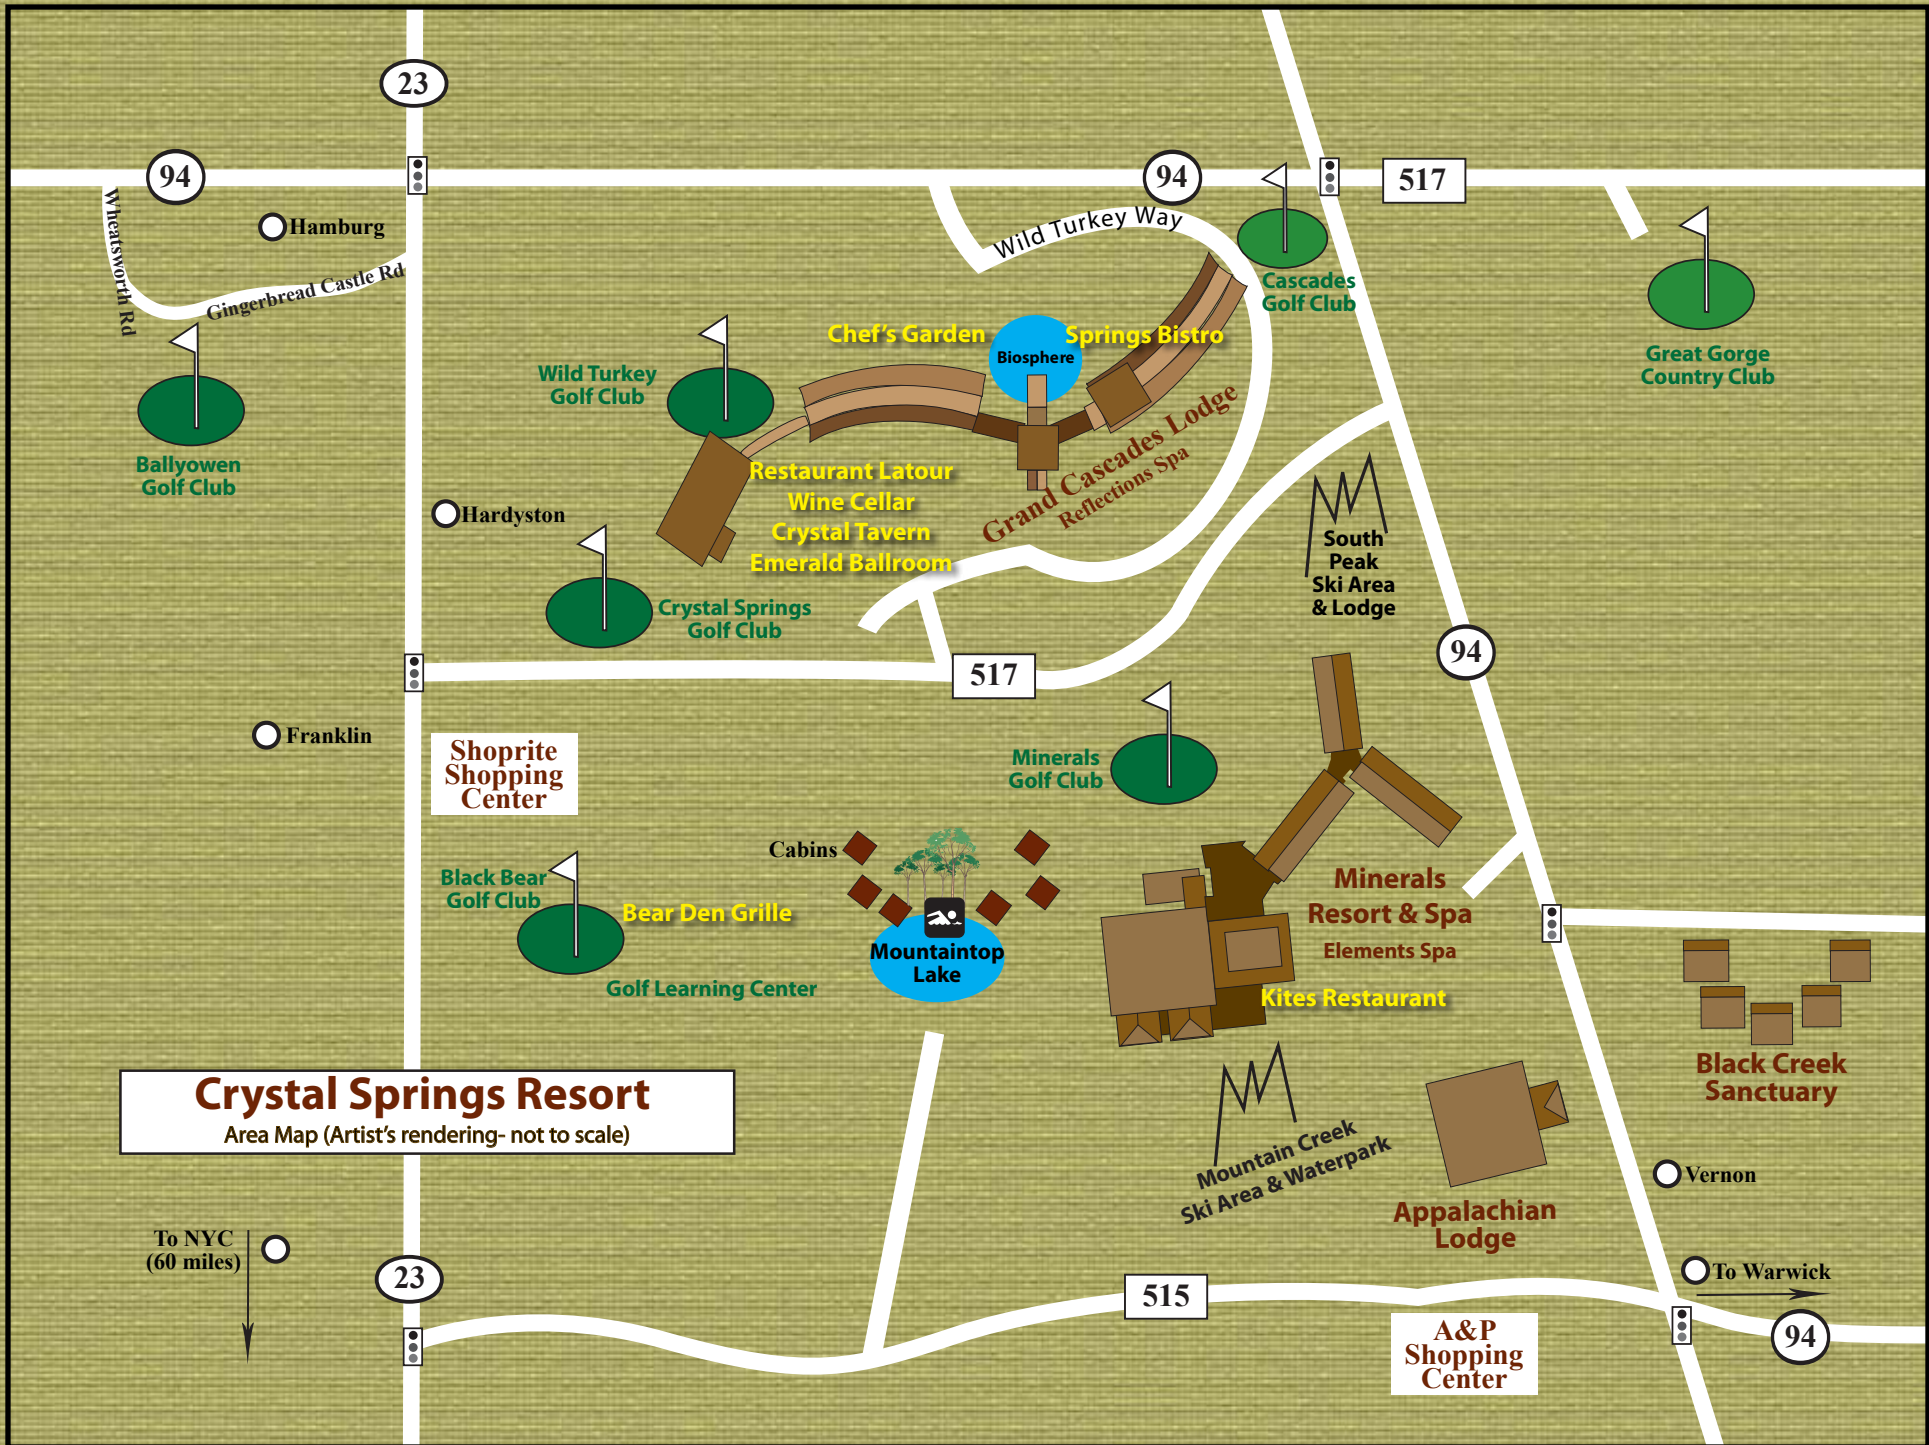 23
94
94
517
Wheatsworth Rd
Hamburg
Gingerbread Castle Rd
Wild Turkey Way
Cascades
Golf Club
Chef's Garden
Biosphere
Springs Bistro
Great Gorge
Country Club
Wild Turkey
Golf Club
Ballyowen
Golf Club
Grand Cascades Lodge
Reflections Spa
Restaurant Latour
Wine Cellar
Crystal Tavern
Emerald Ballroom
Hardyston
South
Peak
Ski Area
& Lodge
Crystal Springs
Golf Club
94
517
Franklin
Shoprite
Shopping
Center
Minerals
Golf Club
Cabins
Black Bear
Golf Club
Bear Den Grille
Golf Learning Center
Mountaintop
Lake
Minerals
Resort & Spa
Elements Spa
Kites Restaurant
Black Creek
Sanctuary
Crystal Springs Resort
Area Map (Artist's rendering- not to scale)
Mountain Creek
Ski Area & Waterpark
Appalachian
Lodge
Vernon
To NYC
(60 miles)
23
515
To Warwick
94
A&P
Shopping
Center